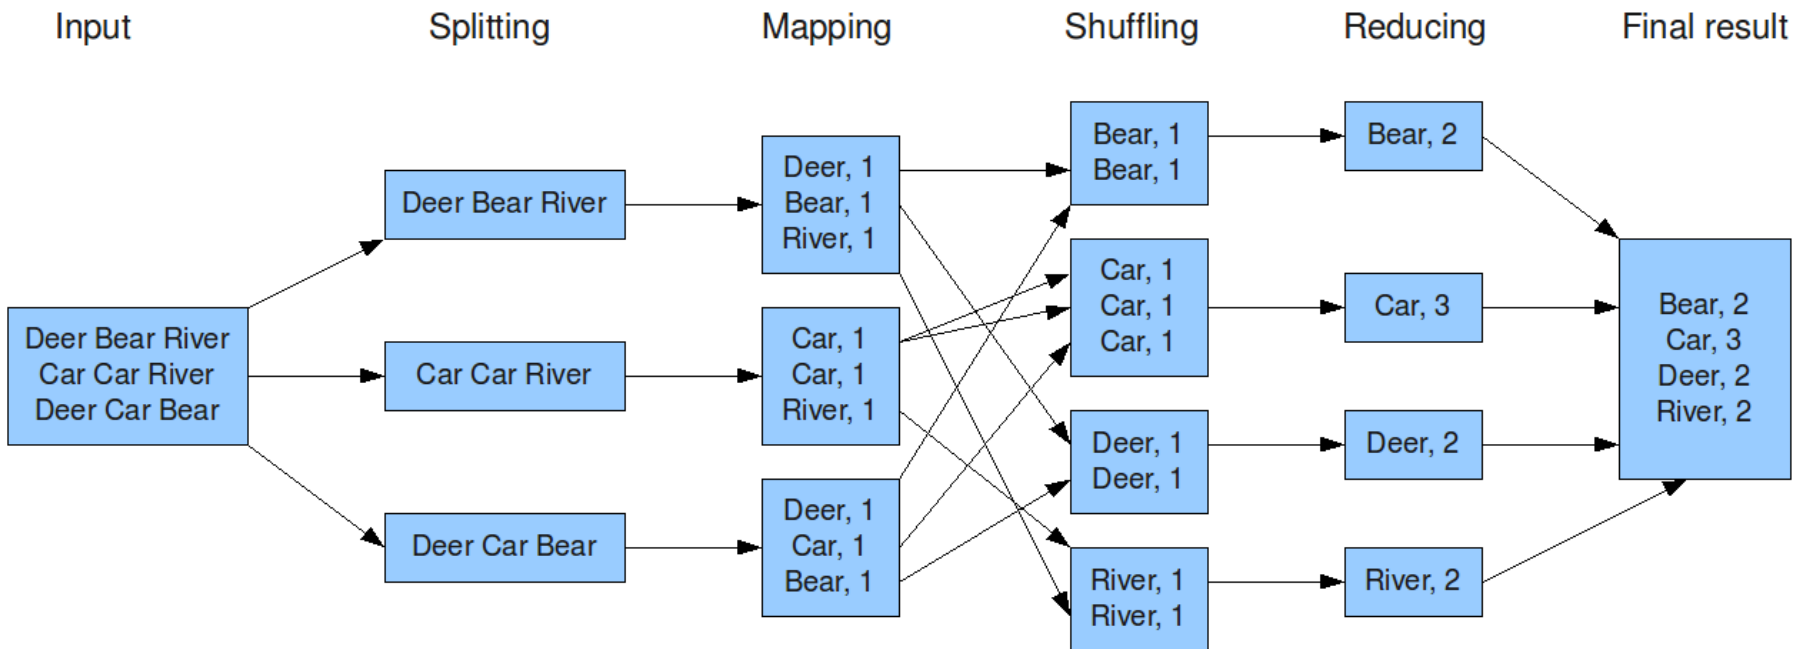 Input
Splitting
Mapping
Shuffling
Reducing
Final result
Deer Bear River
Car Car River
Deer Car Bear
Deer Bear River
Car Car River
Deer Car Bear
Deer, 1
Bear, 1
River, 1
Car, 1
Car, 1
River, 1
Deer, 1
Car, 1
Bear, 1
Bear, 1
Bear, 1
Car, 1
Car, 1
Car, 1
Deer, 1
Deer, 1
River, 1
River, 1
Bear, 2
Car, 3
Deer, 2
River, 2
Bear, 2
Car, 3
Deer, 2
River, 2